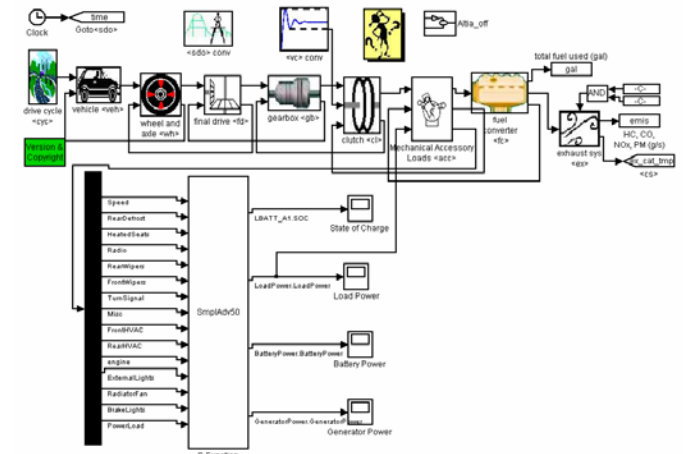 time
Clock
Goto<sdo>
<sdo> conv
<vc> conv
Altia_off
total fuel used (gal)
gal
AND
-C-
-C-
drive cycle
<cyc>
vehicle <veh>
wheel and
axle <wh>
final drive <fd>
gearbox <gb>
clutch <cl>
Mechanical Accessory
Loads <acc>
fuel
converter
<fc>
exhaust sys
<ex>
emis
HC, CO,
NOx, PM (g/s)
ex_cat_tmp
<cs>
Version &
Copyright
Speed
RearDefrost
HeatedSeats
Radio
RearWipers
FrontWipers
TurnSignal
Misc
FrontHVAC
RearHVAC
engine
ExternalLights
RadiatorFan
BrakeLights
PowerLoad
SmplAdv50
LBATT_A1.SOC
State of Charge
LoadPower.LoadPower
Load Power
BatteryPower.BatteryPower
Battery Power
GeneratorPower.GeneratorPower
Generator Power